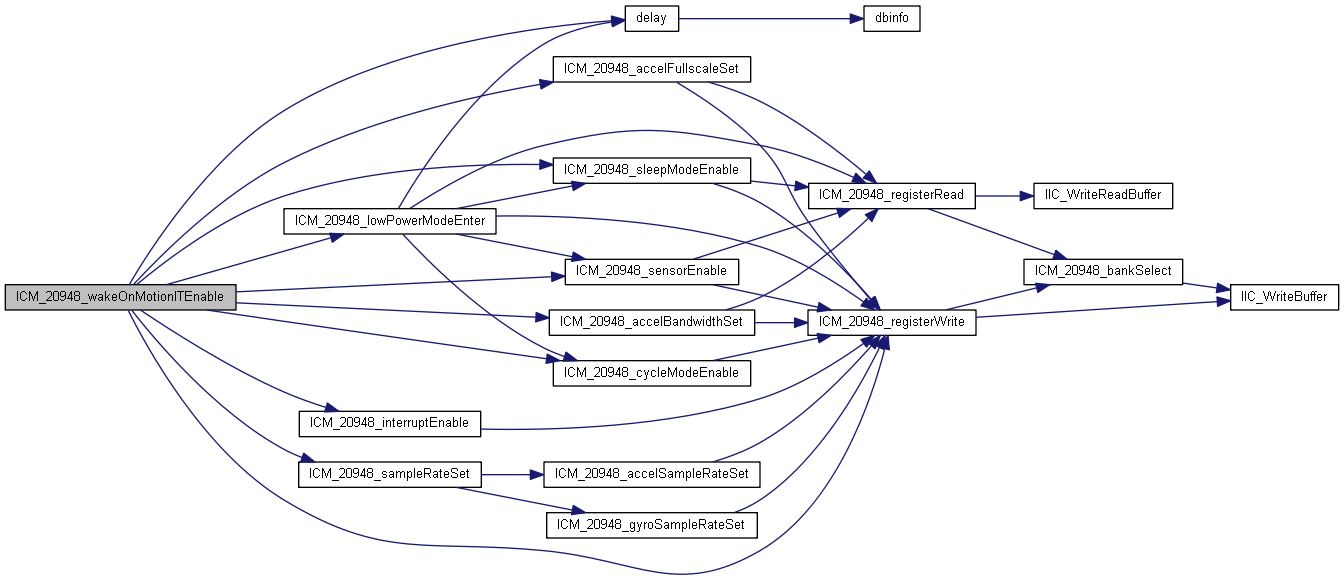 delay
dbinfo
ICM_20948_accelFullscaleSet
ICM_20948_sleepModeEnable
ICM_20948_registerRead
IIC_WriteReadBuffer
ICM_20948_lowPowerModeEnter
ICM_20948_sensorEnable
ICM_20948_bankSelect
ICM_20948_wakeOnMotionITEnable
IIC_WriteBuffer
ICM_20948_accelBandwidthSet
ICM_20948_registerWrite
ICM_20948_cycleModeEnable
ICM_20948_interruptEnable
ICM_20948_sampleRateSet
ICM_20948_accelSampleRateSet
ICM_20948_gyroSampleRateSet